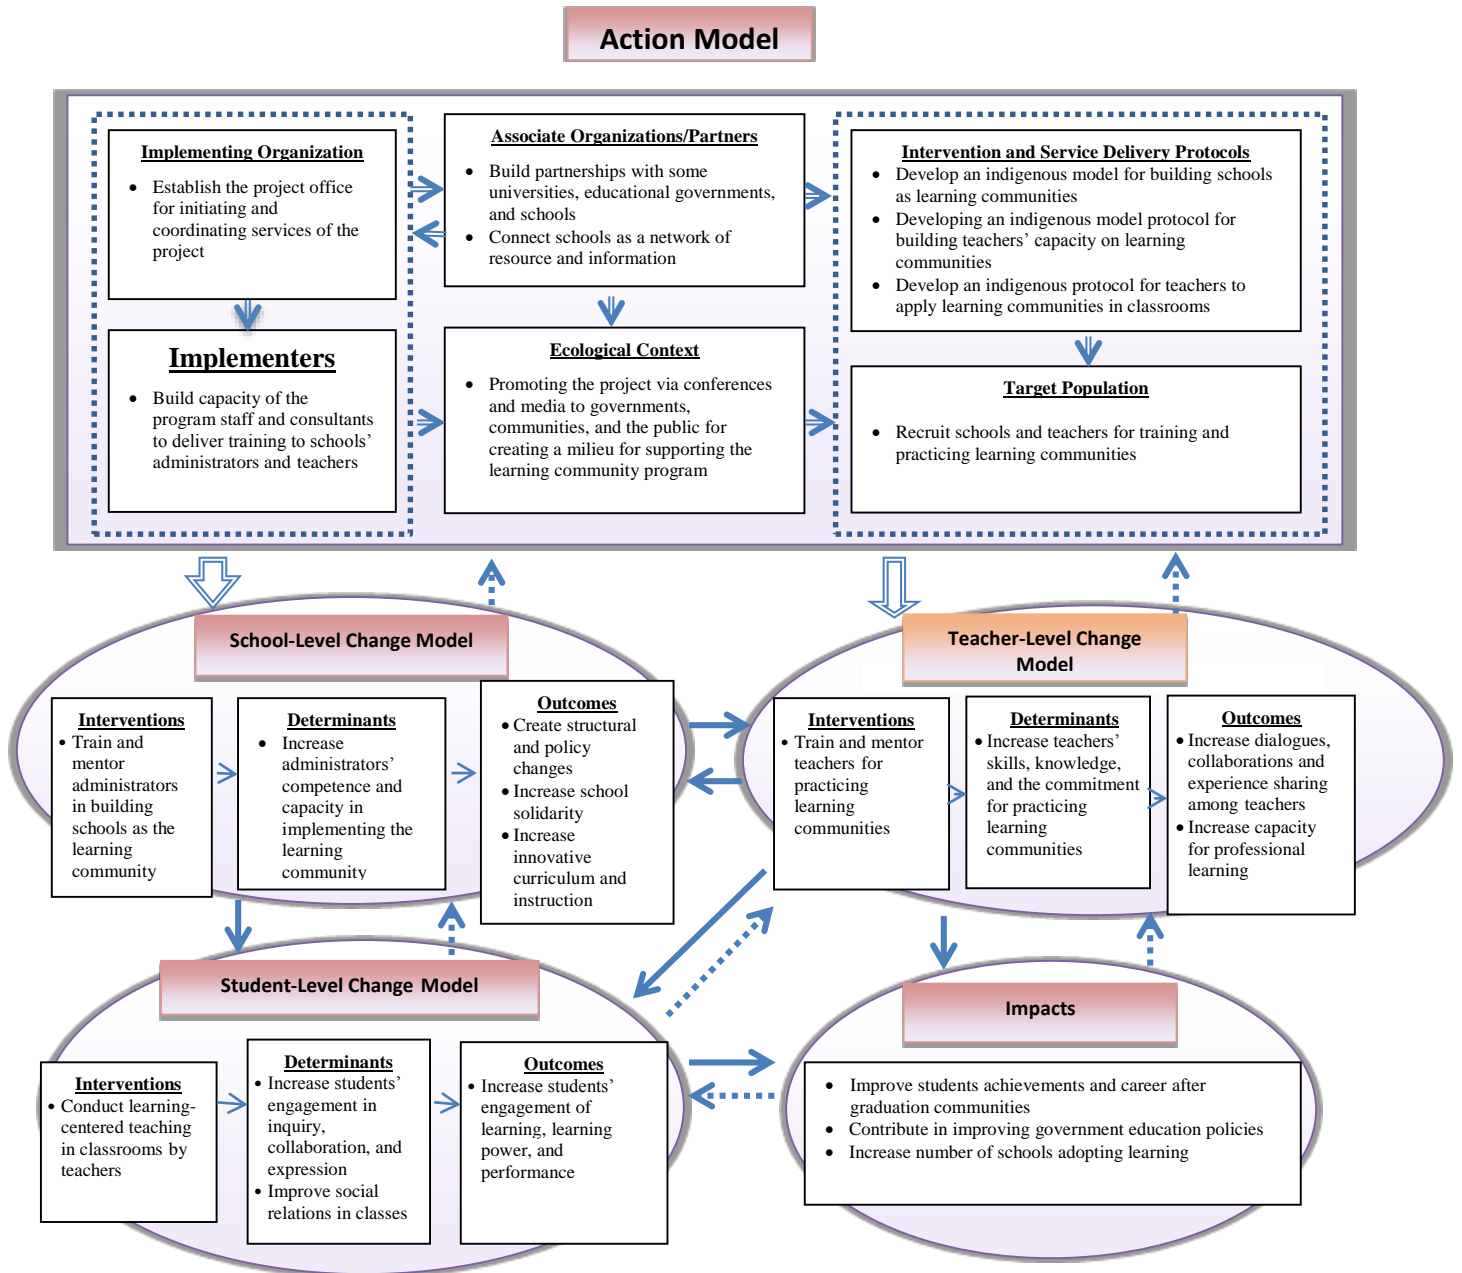 Action Model
Implementing Organization
• Establish the project office
for initiating and
coordinating services of the
project
Associate Organizations/Partners
• Build partnerships with some
universities, educational governments,
and schools
• Connect schools as a network of
resource and information
Intervention and Service Delivery Protocols
• Develop an indigenous model for building schools
as learning communities
• Developing an indigenous model protocol for
building teachers’ capacity on learning
communities
• Develop an indigenous protocol for teachers to
apply learning communities in classrooms
Implementers
• Build capacity of the
program staff and consultants
to deliver training to schools’
administrators and teachers
Ecological Context
• Promoting the project via conferences
and media to governments,
communities, and the public for
creating a milieu for supporting the
learning community program
Target Population
• Recruit schools and teachers for training and
practicing learning communities
School-Level Change Model
Interventions
• Train and
mentor
administrators
in building
schools as the
learning
community
Determinants
• Increase
administrators’
competence and
capacity in
implementing the
learning
community
Outcomes
• Create structural
and policy
changes
• Increase school
solidarity
• Increase
innovative
curriculum and
instruction
Teacher-Level Change
Model
Interventions
• Train and mentor
teachers for
practicing
learning
communities
Determinants
• Increase teachers’
skills, knowledge,
and the commitment
for practicing
learning
communities
Outcomes
• Increase dialogues,
collaborations and
experience sharing
among teachers
• Increase capacity
for professional
learning
Student-Level Change Model
Interventions
• Conduct learning-
centered teaching
in classrooms by
teachers
Determinants
• Increase students’
engagement in
inquiry,
collaboration, and
expression
• Improve social
relations in classes
Outcomes
• Increase students’
engagement of
learning, learning
power, and
performance
Impacts
• Improve students achievements and career after
graduation communities
• Contribute in improving government education policies
• Increase number of schools adopting learning